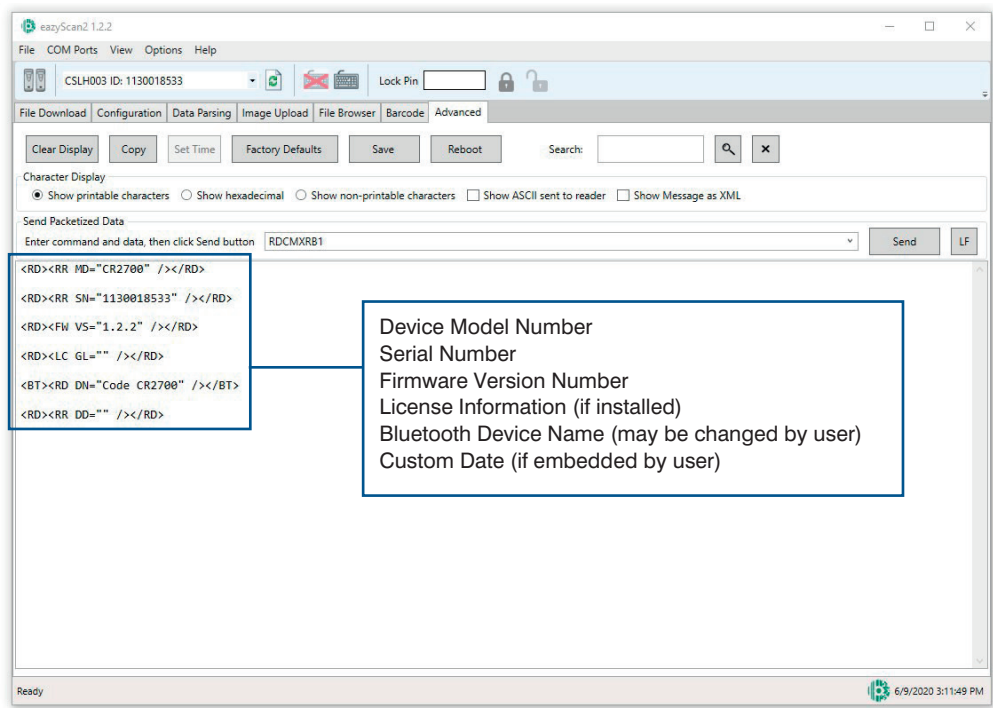 eazyScan2 1.2.2
File COM Ports View Options Help
CSLH003 ID: 1130018533 Lock Pin
File Download Configuration Data Parsing Image Upload File Browser Barcode Advanced
Clear Display Copy Set Time Factory Defaults Save Reboot Search:
Character Display
Show printable characters Show hexadecimal Show non-printable characters Show ASCII sent to reader Show Message as XML
Send Packetized Data
Enter command and data, then click Send button RDCMXRB1 Send LF
<RD><RR MD="CR2700" /></RD>
<RD><RR SN="1130018533" /></RD>
<RD><FW VS="1.2.2" /></RD>
<RD><LC GL="" /></RD>
<BT><RD DN="Code CR2700" /></BT>
<RD><RR DD="" /></RD>
Device Model Number
Serial Number
Firmware Version Number
License Information (if installed)
Bluetooth Device Name (may be changed by user)
Custom Date (if embedded by user)
Ready 6/9/2020 3:11:49 PM